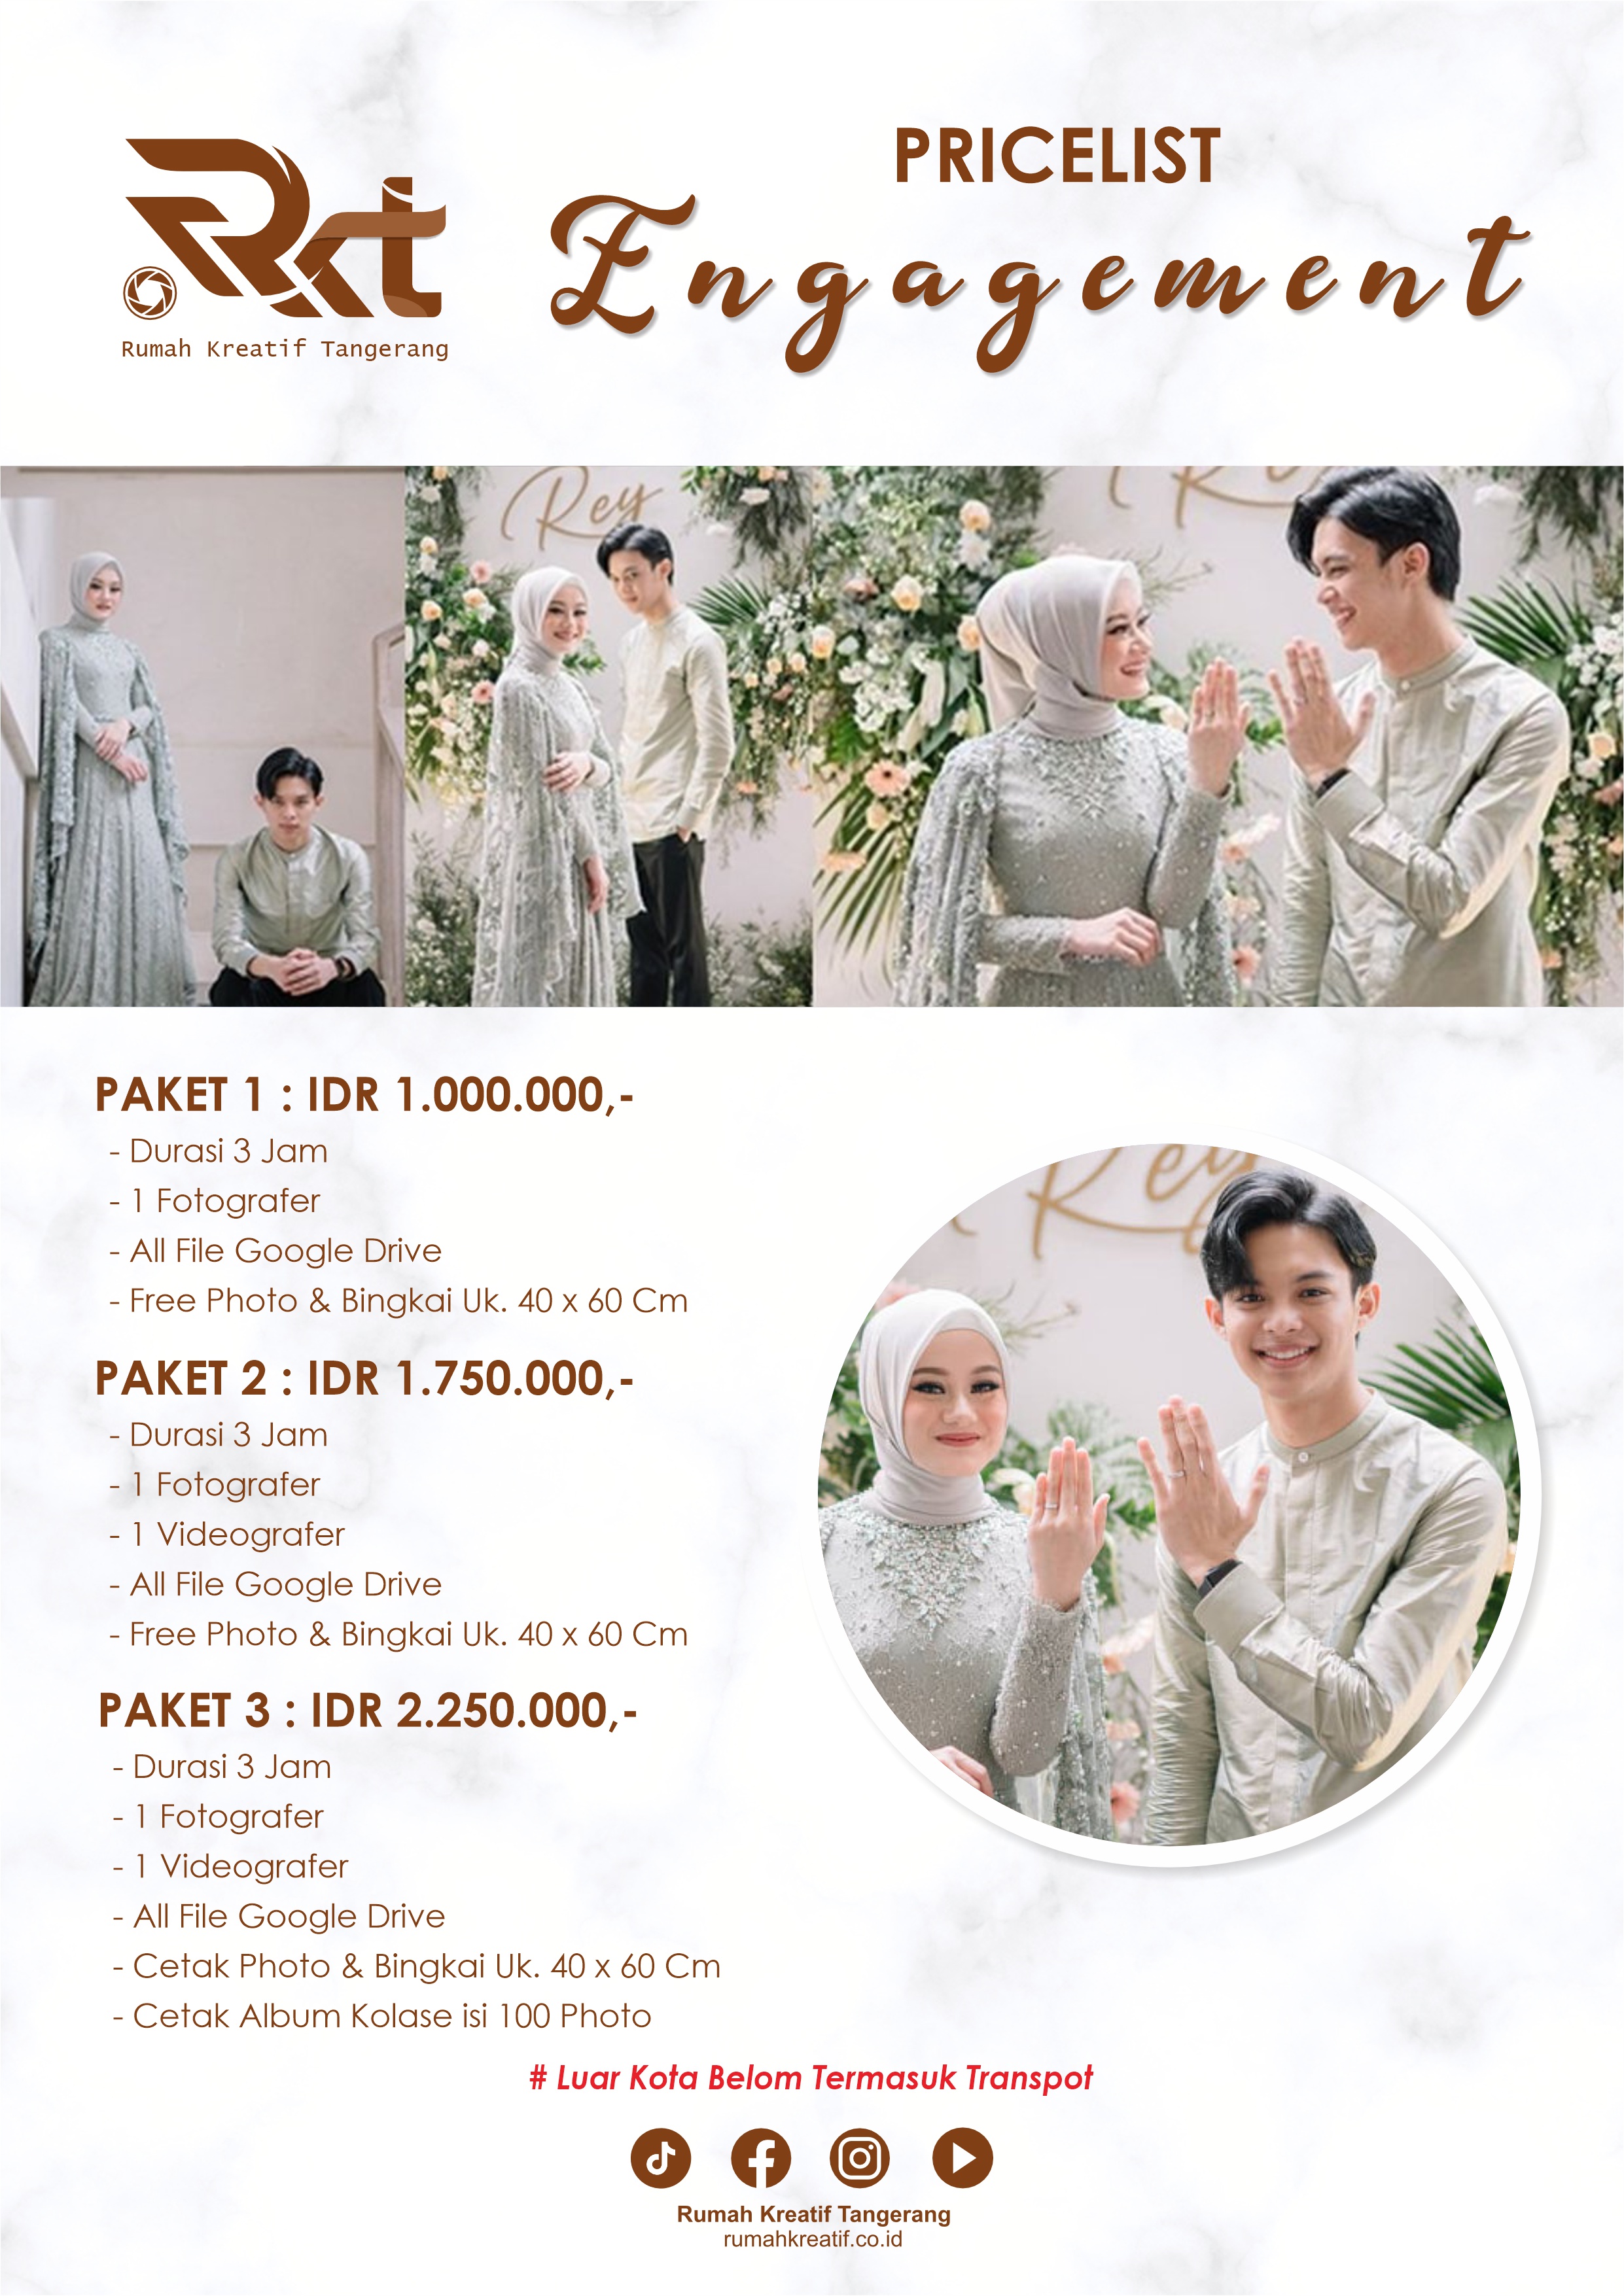 Rkt
Rumah Kreatif Tangerang
PRICELIST
Engagement
Rey
Rey
PAKET 1 : IDR 1.000.000,-
- Durasi 3 Jam
- 1 Fotografer
- All File Google Drive
- Free Photo & Bingkai Uk. 40 x 60 Cm
PAKET 2 : IDR 1.750.000,-
- Durasi 3 Jam
- 1 Fotografer
- 1 Videografer
- All File Google Drive
- Free Photo & Bingkai Uk. 40 x 60 Cm
PAKET 3 : IDR 2.250.000,-
- Durasi 3 Jam
- 1 Fotografer
- 1 Videografer
- All File Google Drive
- Cetak Photo & Bingkai Uk. 40 x 60 Cm
- Cetak Album Kolase isi 100 Photo
# Luar Kota Belom Termasuk Transpot
Rumah Kreatif Tangerang
rumahkreatif.co.id